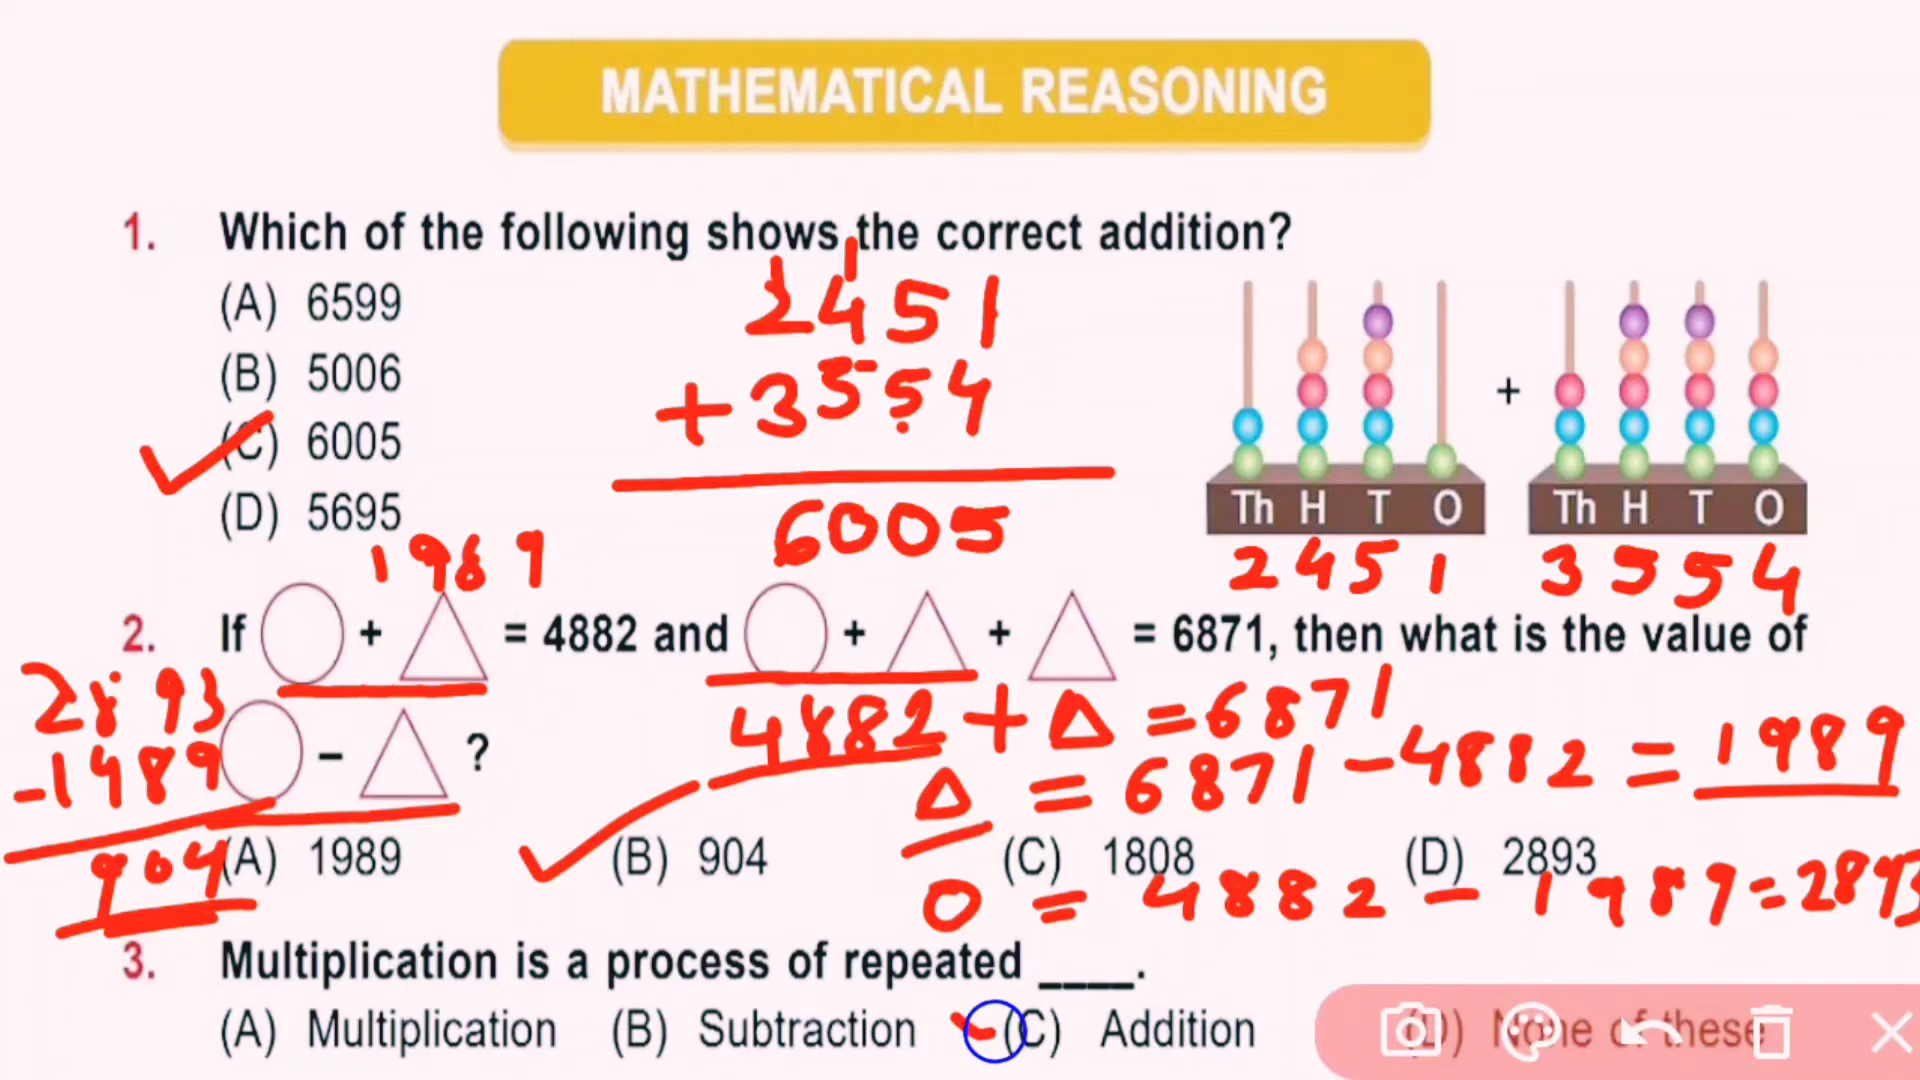 MATHEMATICAL REASONING
1. Which of the following shows the correct addition?
(A) 6599
(B) 5006
(C) 6005
(D) 5695
2451
+ 3554
6005
+
Th H T O
Th H T O
2451
3554
1989
2. If + = 4882 and + + = 6871, then what is the value of
- ?
2893
-1989
904
4882 + Δ = 6871
Δ = 6871 - 4882 = 1989
(A) 1989 (B) 904 (C) 1808 (D) 2893
O = 4882 - 1989 = 2893
3. Multiplication is a process of repeated ____.
(A) Multiplication (B) Subtraction (C) Addition (D) None of these